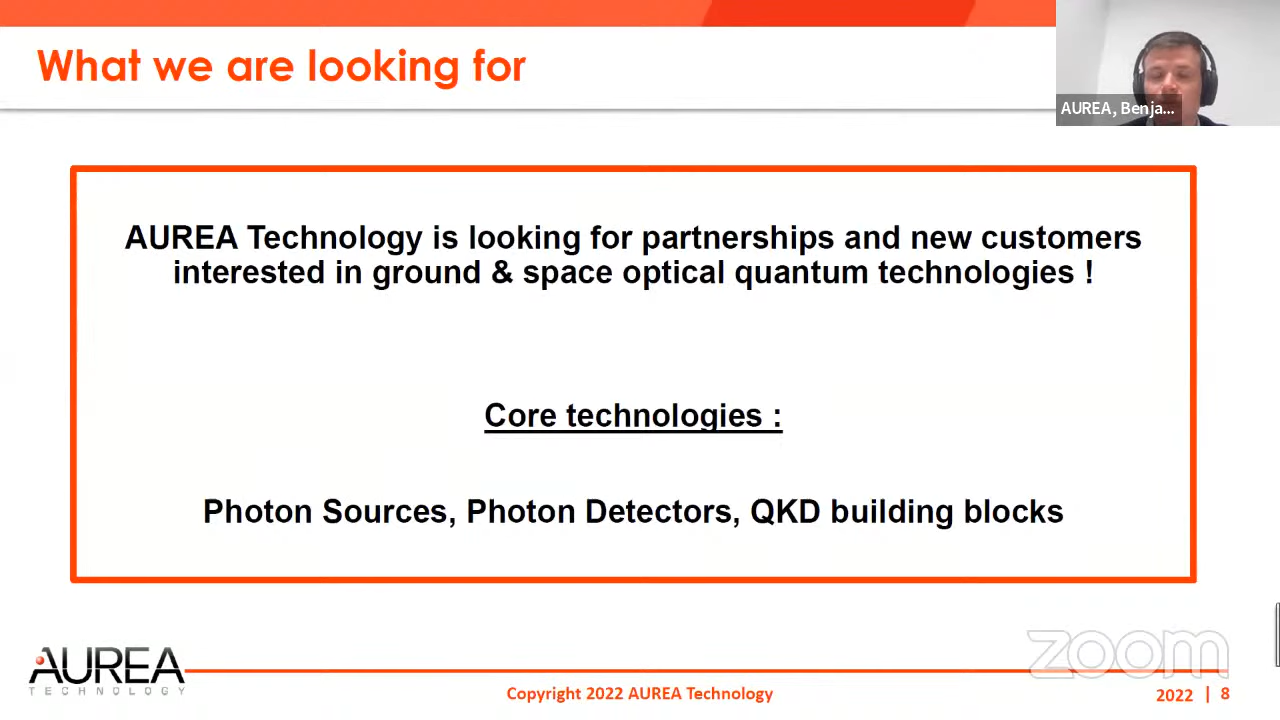 What we are looking for
AUREA, Benja...
AUREA Technology is looking for partnerships and new customers
interested in ground & space optical quantum technologies !
Core technologies :
Photon Sources, Photon Detectors, QKD building blocks
zoom
AUREA
TECHNOLOGY
Copyright 2022 AUREA Technology
2022 | 8